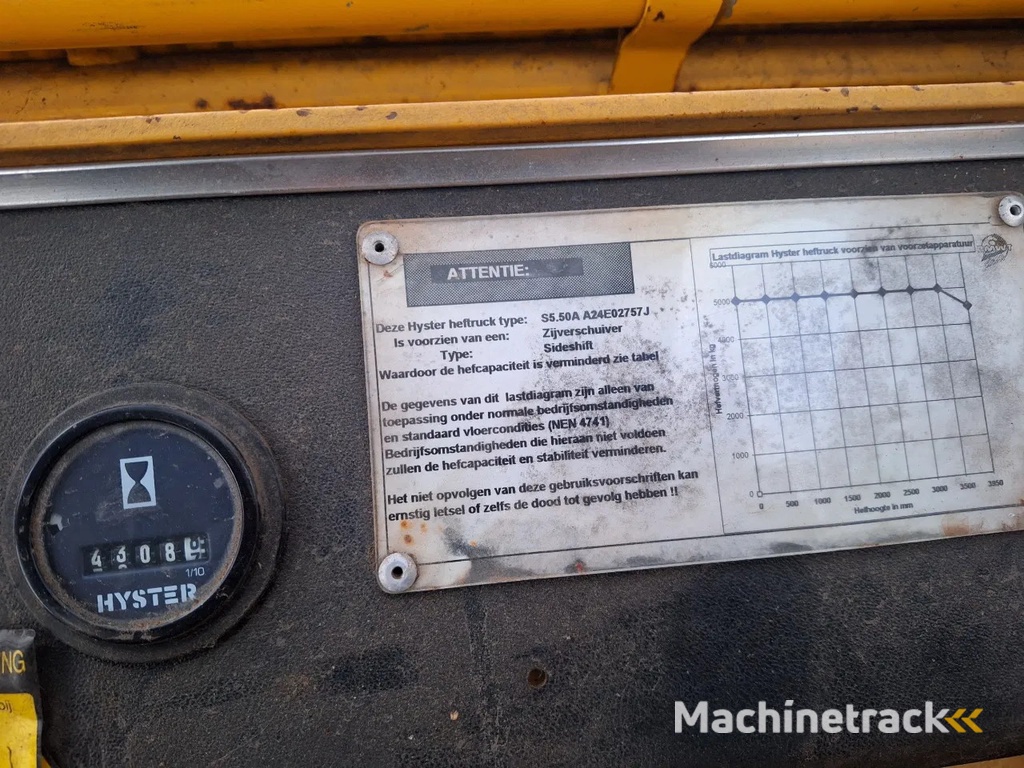 ATTENTIE:
Deze Hyster heftruck type: S5.50A A24E02757J
Is voorzien van een: Zijverschuiver
Type: Sideshift
Waardoor de hefcapaciteit is verminderd zie tabel
De gegevens van dit lastdiagram zijn alleen van
toepassing onder normale bedrijfsomstandigheden
en standaard vloercondities (NEN 4741)
Bedrijfsomstandigheden die hieraan niet voldoen
zullen de hefcapaciteit en stabiliteit verminderen.
Het niet opvolgen van deze gebruiksvoorschriften kan
ernstig letsel of zelfs de dood tot gevolg hebben !!
Lastdiagram Hyster heftruck voorzien van voorzetapparatuur
6000
5000
4000
3000
2000
1000
0
Hefvermogen in kg
0 500 1000 1500 2000 2500 3000 3500 3850
Hefhoogte in mm
4308
1/10
HYSTER
NG
Machinetrack